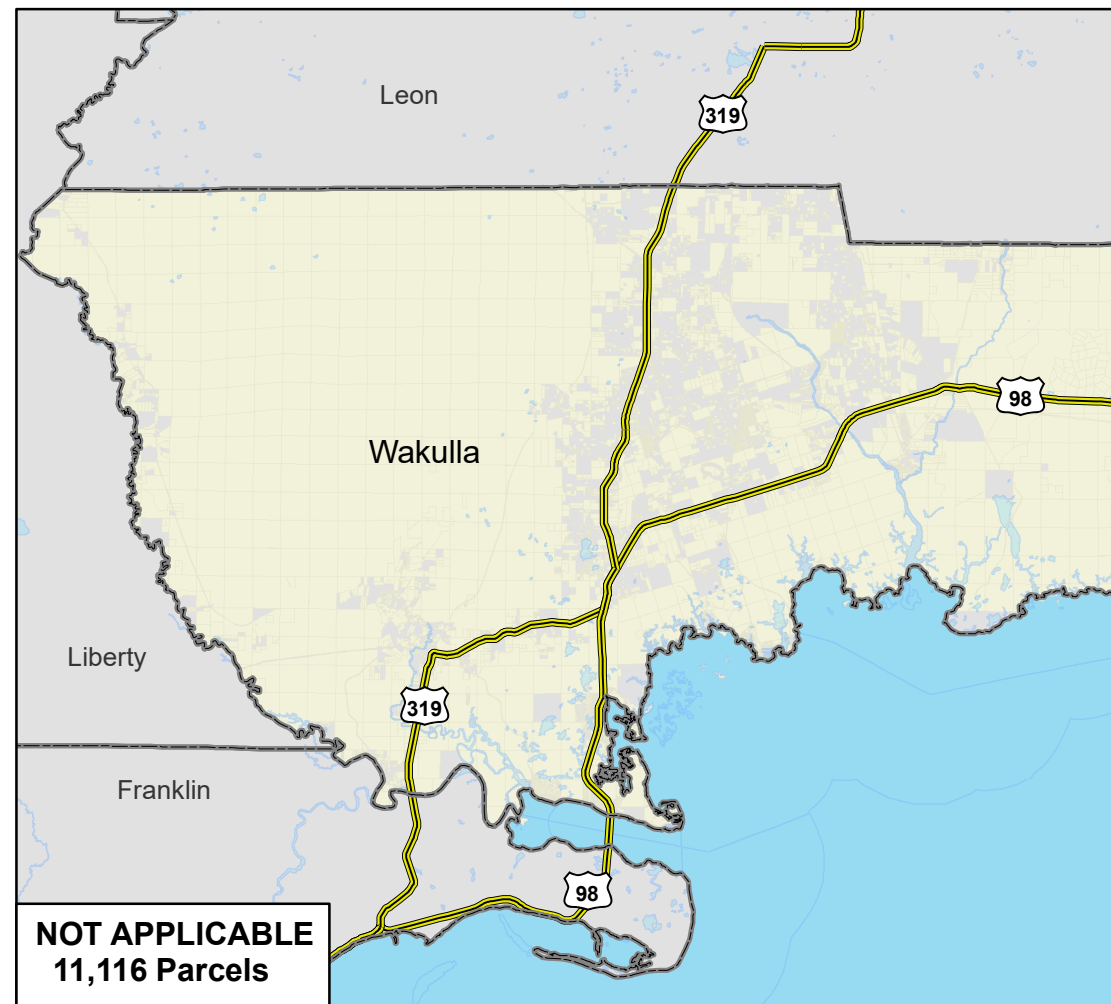 Leon
319
98
Wakulla
Liberty
319
Franklin
98
NOT APPLICABLE
11,116 Parcels